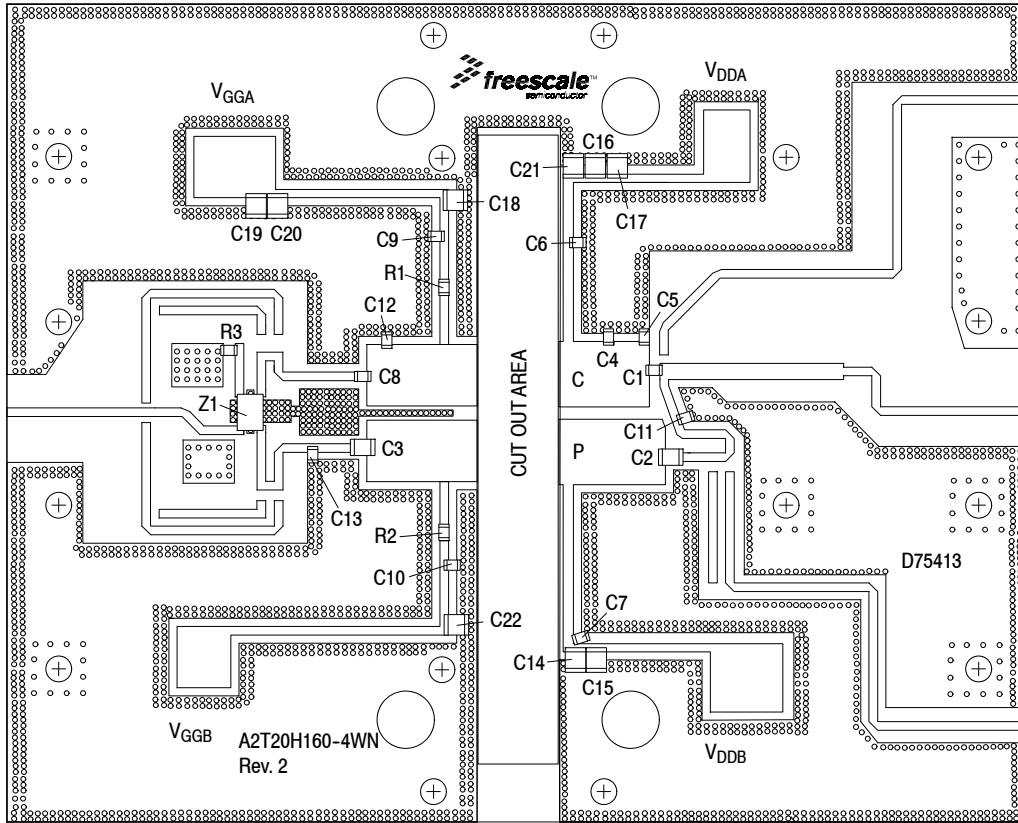 freescale™
semiconductor
VGGA
VDDA
C21
C16
C17
C18
C19
C20
C9
C6
R1
C12
C5
R3
C4
C8
C
C1
Z1
CUT OUT AREA
C11
C3
P
C2
C13
R2
D75413
C10
C22
C7
C14
C15
VGGB
A2T20H160-4WN
Rev. 2
VDDB